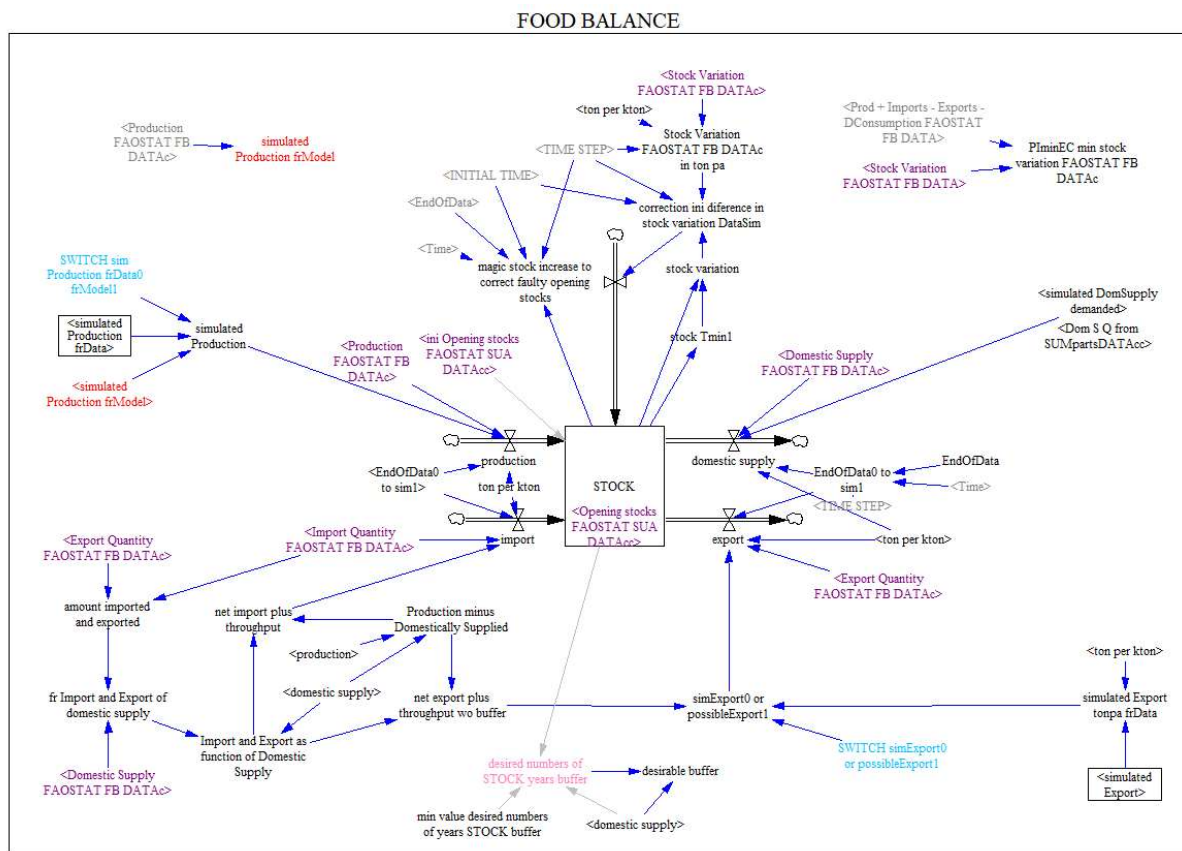 FOOD BALANCE
<Stock Variation
FAOSTAT FB DATAc>
<ton per kton>
Stock Variation
FAOSTAT FB DATAc
in ton pa
<Prod + Imports - Exports -
DConsumption FAOSTAT
FB DATA>
<Stock Variation
FAOSTAT FB DATA>
PIminEC min stock
variation FAOSTAT FB
DATAc
<Production
FAOSTAT FB
DATAc>
simulated
Production frModel
<TIME STEP>
<INITIAL TIME>
<EndOfData>
<Time>
correction ini diference in
stock variation DataSim
magic stock increase to
correct faulty opening
stocks
stock variation
stock Tmin1
SWITCH sim
Production frData0
frModel1
<simulated
Production
frData>
<simulated
Production frModel>
simulated
Production
<Production
FAOSTAT FB
DATAc>
<ini Opening stocks
FAOSTAT SUA
DATAcc>
<Domestic Supply
FAOSTAT FB DATAc>
<simulated DomSupply
demanded>
<Dom S Q from
SUMpartsDATAcc>
production
<EndOfData0
to sim1>
ton per kton
import
STOCK
<Opening stocks
FAOSTAT SUA
DATAcc>
domestic supply
EndOfData0 to
sim1
EndOfData
<Time>
<TIME STEP>
export
<ton per kton>
<Export Quantity
FAOSTAT FB DATAc>
<Export Quantity
FAOSTAT FB DATAc>
<Import Quantity
FAOSTAT FB DATAc>
amount imported
and exported
net import plus
throughput
Production minus
Domestically Supplied
<production>
<domestic supply>
fr Import and Export of
domestic supply
Import and Export as
function of Domestic
Supply
net export plus
throughput wo buffer
simExport0 or
possibleExport1
<ton per kton>
simulated Export
tonpa frData
SWITCH simExport0
or possibleExport1
<simulated
Export>
<Domestic Supply
FAOSTAT FB DATAc>
desired numbers of
STOCK years buffer
desirable buffer
min value desired numbers
of years STOCK buffer
<domestic supply>